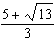 (5 + √13) / 3